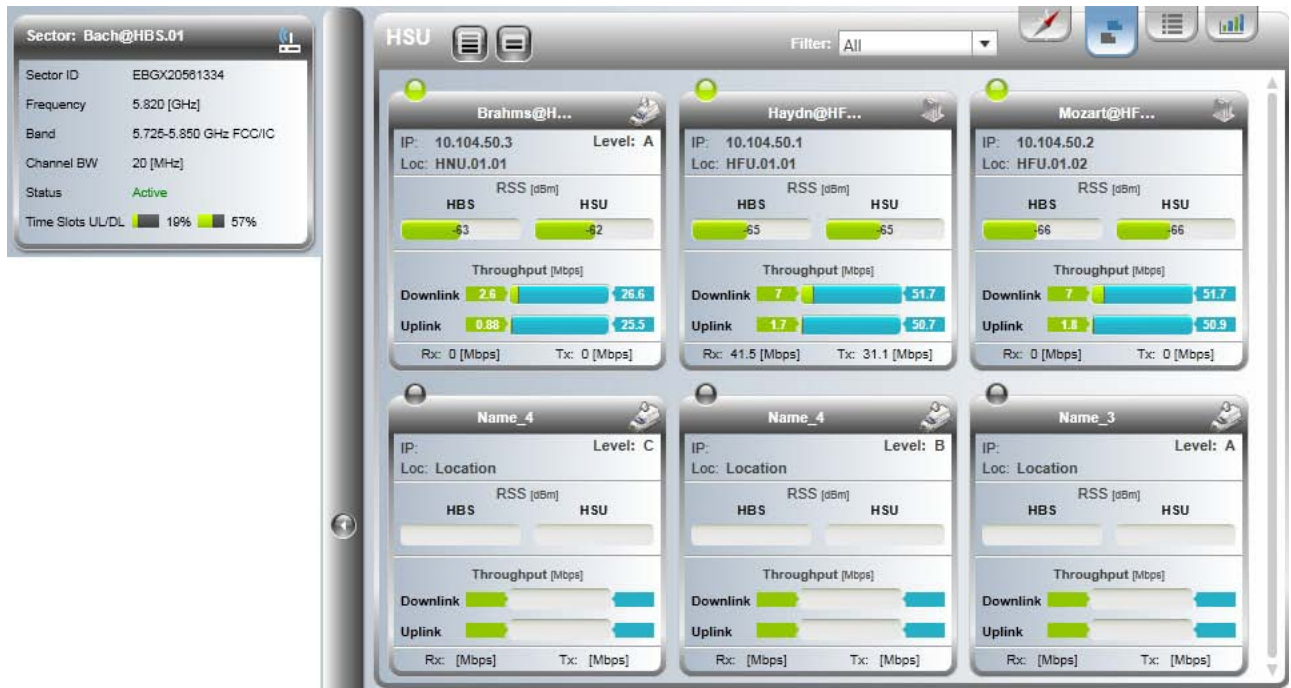 Sector: Bach@HBS.01
Sector ID EBGX20561334
Frequency 5.820 [GHz]
Band 5.725-5.850 GHz FCC/IC
Channel BW 20 [MHz]
Status Active
Time Slots UL/DL 19% 57%
HSU Filter: All
Brahms@H...
IP: 10.104.50.3 Level: A
Loc: HNU.01.01
RSS [dBm]
HBS HSU
-63 -62
Throughput [Mbps]
Downlink 2.6 26.6
Uplink 0.88 25.5
Rx: 0 [Mbps] Tx: 0 [Mbps]
Haydn@HF...
IP: 10.104.50.1
Loc: HFU.01.01
RSS [dBm]
HBS HSU
-65 -65
Throughput [Mbps]
Downlink 7 51.7
Uplink 1.7 50.7
Rx: 41.5 [Mbps] Tx: 31.1 [Mbps]
Mozart@HF...
IP: 10.104.50.2
Loc: HFU.01.02
RSS [dBm]
HBS HSU
-66 -66
Throughput [Mbps]
Downlink 7 51.7
Uplink 1.8 50.9
Rx: 0 [Mbps] Tx: 0 [Mbps]
Name_4
IP: Level: C
Loc: Location
RSS [dBm]
HBS HSU
Throughput [Mbps]
Downlink
Uplink
Rx: [Mbps] Tx: [Mbps]
Name_4
IP: Level: B
Loc: Location
RSS [dBm]
HBS HSU
Throughput [Mbps]
Downlink
Uplink
Rx: [Mbps] Tx: [Mbps]
Name_3
IP: Level: A
Loc: Location
RSS [dBm]
HBS HSU
Throughput [Mbps]
Downlink
Uplink
Rx: [Mbps] Tx: [Mbps]